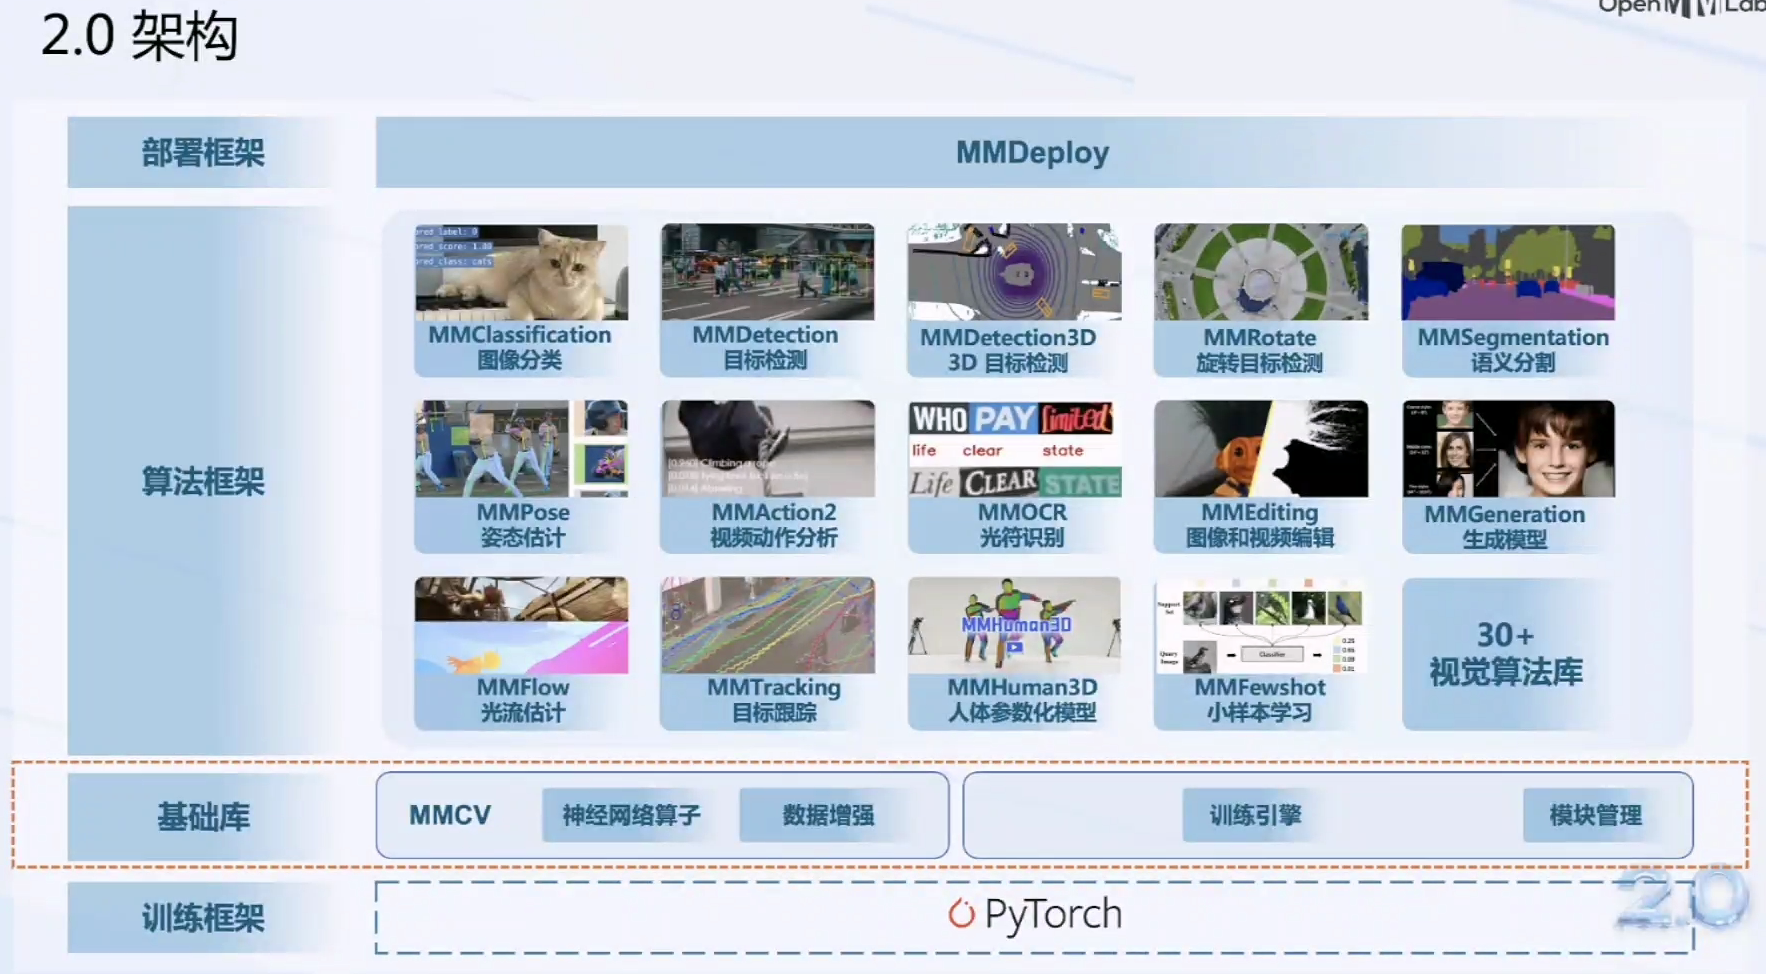 OpenMMLab
2.0 架构
部署框架
MMDeploy
算法框架
MMClassification
图像分类
MMDetection
目标检测
MMDetection3D
3D 目标检测
MMRotate
旋转目标检测
MMSegmentation
语义分割
WHO PAY limited
life clear state
Life CLEAR STATE
MMPose
姿态估计
MMAction2
视频动作分析
MMOCR
光符识别
MMEditing
图像和视频编辑
MMGeneration
生成模型
MMHuman3D
Support Set
Query Image
Classifier
MMFlow
光流估计
MMTracking
目标跟踪
MMHuman3D
人体参数化模型
MMFewshot
小样本学习
30+
视觉算法库
基础库
MMCV
神经网络算子
数据增强
训练引擎
模块管理
训练框架
PyTorch
2.0